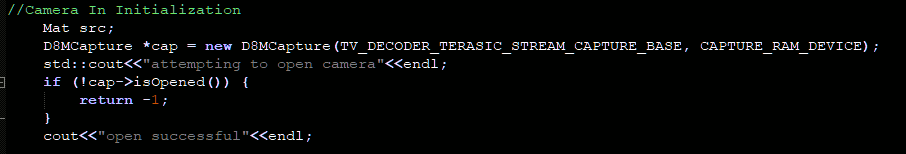 //Camera In Initialization
Mat src;
D8MCapture *cap = new D8MCapture(TV_DECODER_TERASIC_STREAM_CAPTURE_BASE, CAPTURE_RAM_DEVICE);
std::cout<<"attempting to open camera"<<endl;
if (!cap->isOpened()) {
return -1;
}
cout<<"open successful"<<endl;